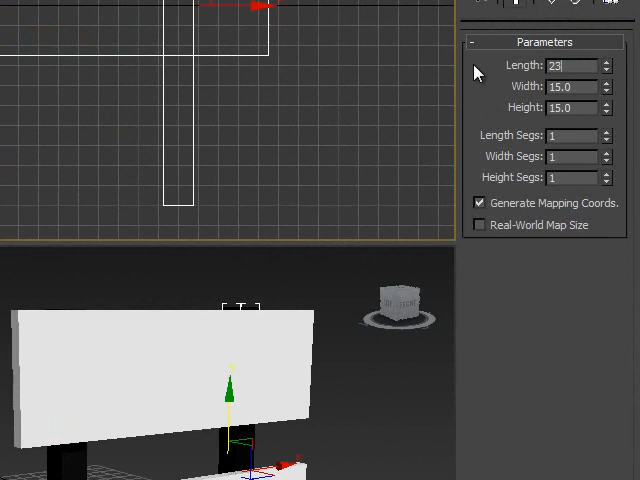 - Parameters
Length: 23
Width: 15.0
Height: 15.0
Length Segs: 1
Width Segs: 1
Height Segs: 1
Generate Mapping Coords.
Real-World Map Size